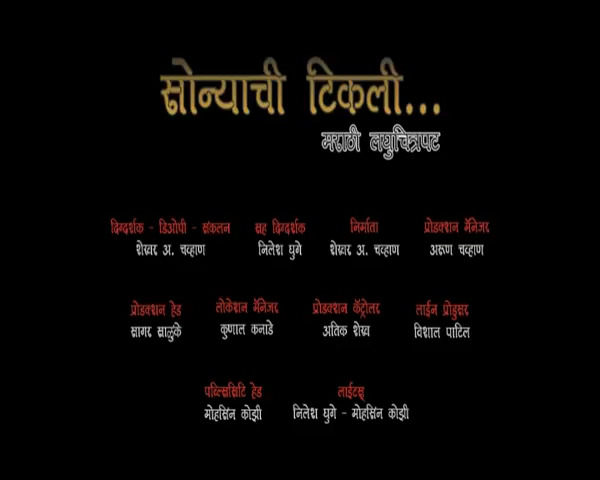 सोन्याची टिकली...
मराठी लघुचित्रपट
दिग्दर्शक - डिओपी - संकलन सह दिग्दर्शक निर्माता प्रोडक्शन मॅनेजर
शेखर अ. चव्हाण निलेश घुगे शेखर अ. चव्हाण अरूण चव्हाण
प्रोडक्शन हेड लोकेशन मॅनेजर प्रोडक्शन कॅट्रोलर लाईन प्रोडुसर
सागर साळुंके कुणाल कनाडे अतिक शेख विशाल पाटिल
पब्लिसिटि हेड लाईटस्
मोहसिन कोझी निलेश घुगे - मोहसिन कोझी